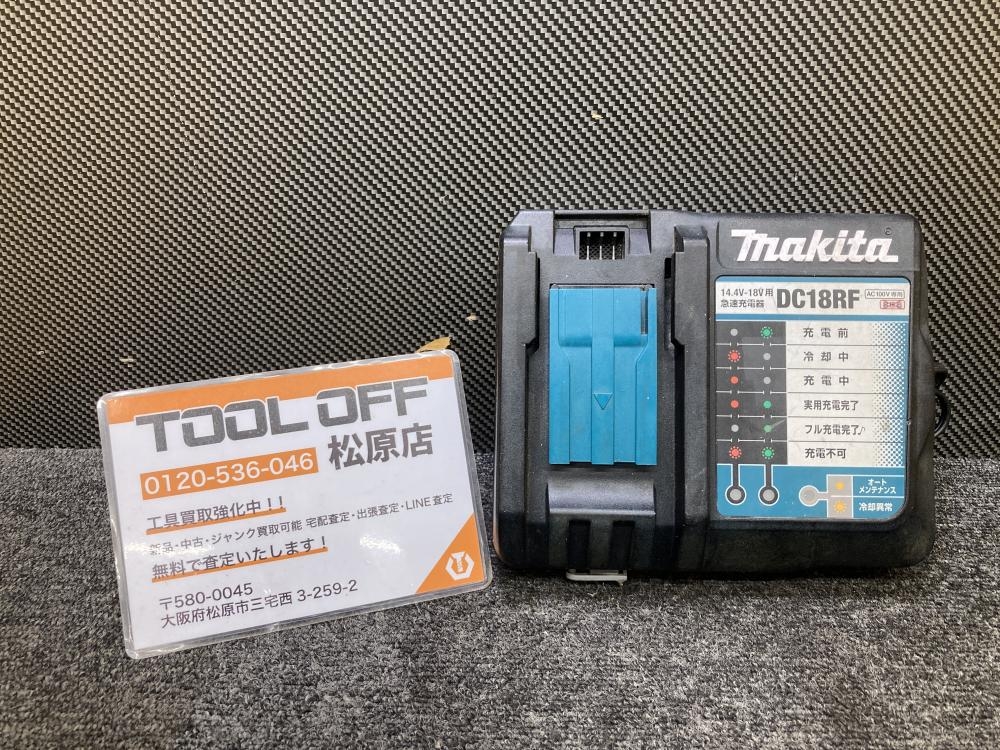 TOOL OFF
0120-536-046 松原店
工具買取強化中!!
新品・中古・ジャンク買取可能 宅配査定・出張査定・LINE査定
無料で査定いたします!
〒580-0045
大阪府松原市三宅西 3-259-2
makita
14.4V-18V用
急速充電器
DC18RF
AC100V専用
充電前
冷却中
充電中
実用充電完了
フル充電完了♪
充電不可
オート
メンテナンス
冷却異常